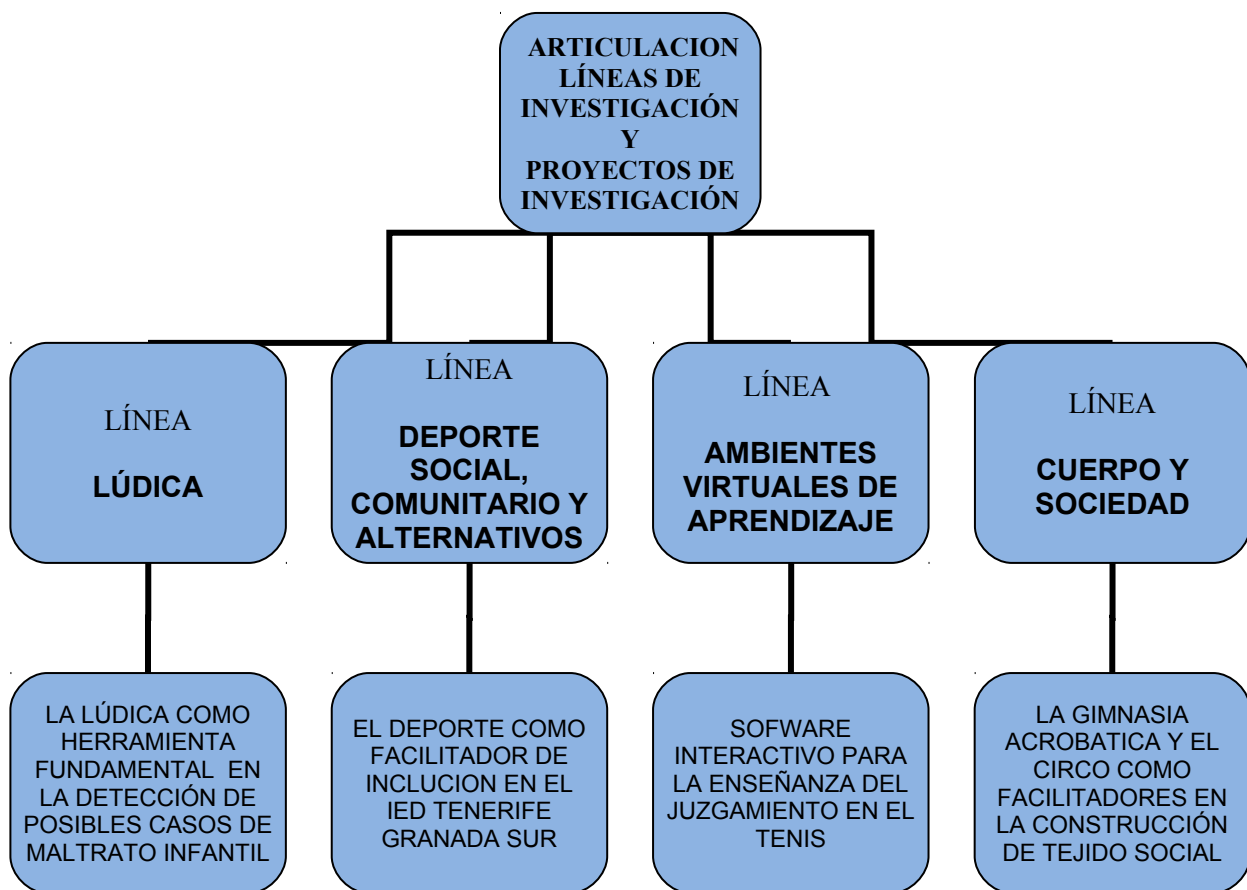 ARTICULACION
LÍNEAS DE
INVESTIGACIÓN
Y
PROYECTOS DE
INVESTIGACIÓN
LÍNEA
LÚDICA
LÍNEA
DEPORTE
SOCIAL,
COMUNITARIO Y
ALTERNATIVOS
LÍNEA
AMBIENTES
VIRTUALES DE
APRENDIZAJE
LÍNEA
CUERPO Y
SOCIEDAD
LA LÚDICA COMO
HERRAMIENTA
FUNDAMENTAL EN
LA DETECCIÓN DE
POSIBLES CASOS DE
MALTRATO INFANTIL
EL DEPORTE COMO
FACILITADOR DE
INCLUCION EN EL
IED TENERIFE
GRANADA SUR
SOFWARE
INTERACTIVO PARA
LA ENSEÑANZA DEL
JUZGAMIENTO EN EL
TENIS
LA GIMNASIA
ACROBATICA Y EL
CIRCO COMO
FACILITADORES EN
LA CONSTRUCCIÓN
DE TEJIDO SOCIAL